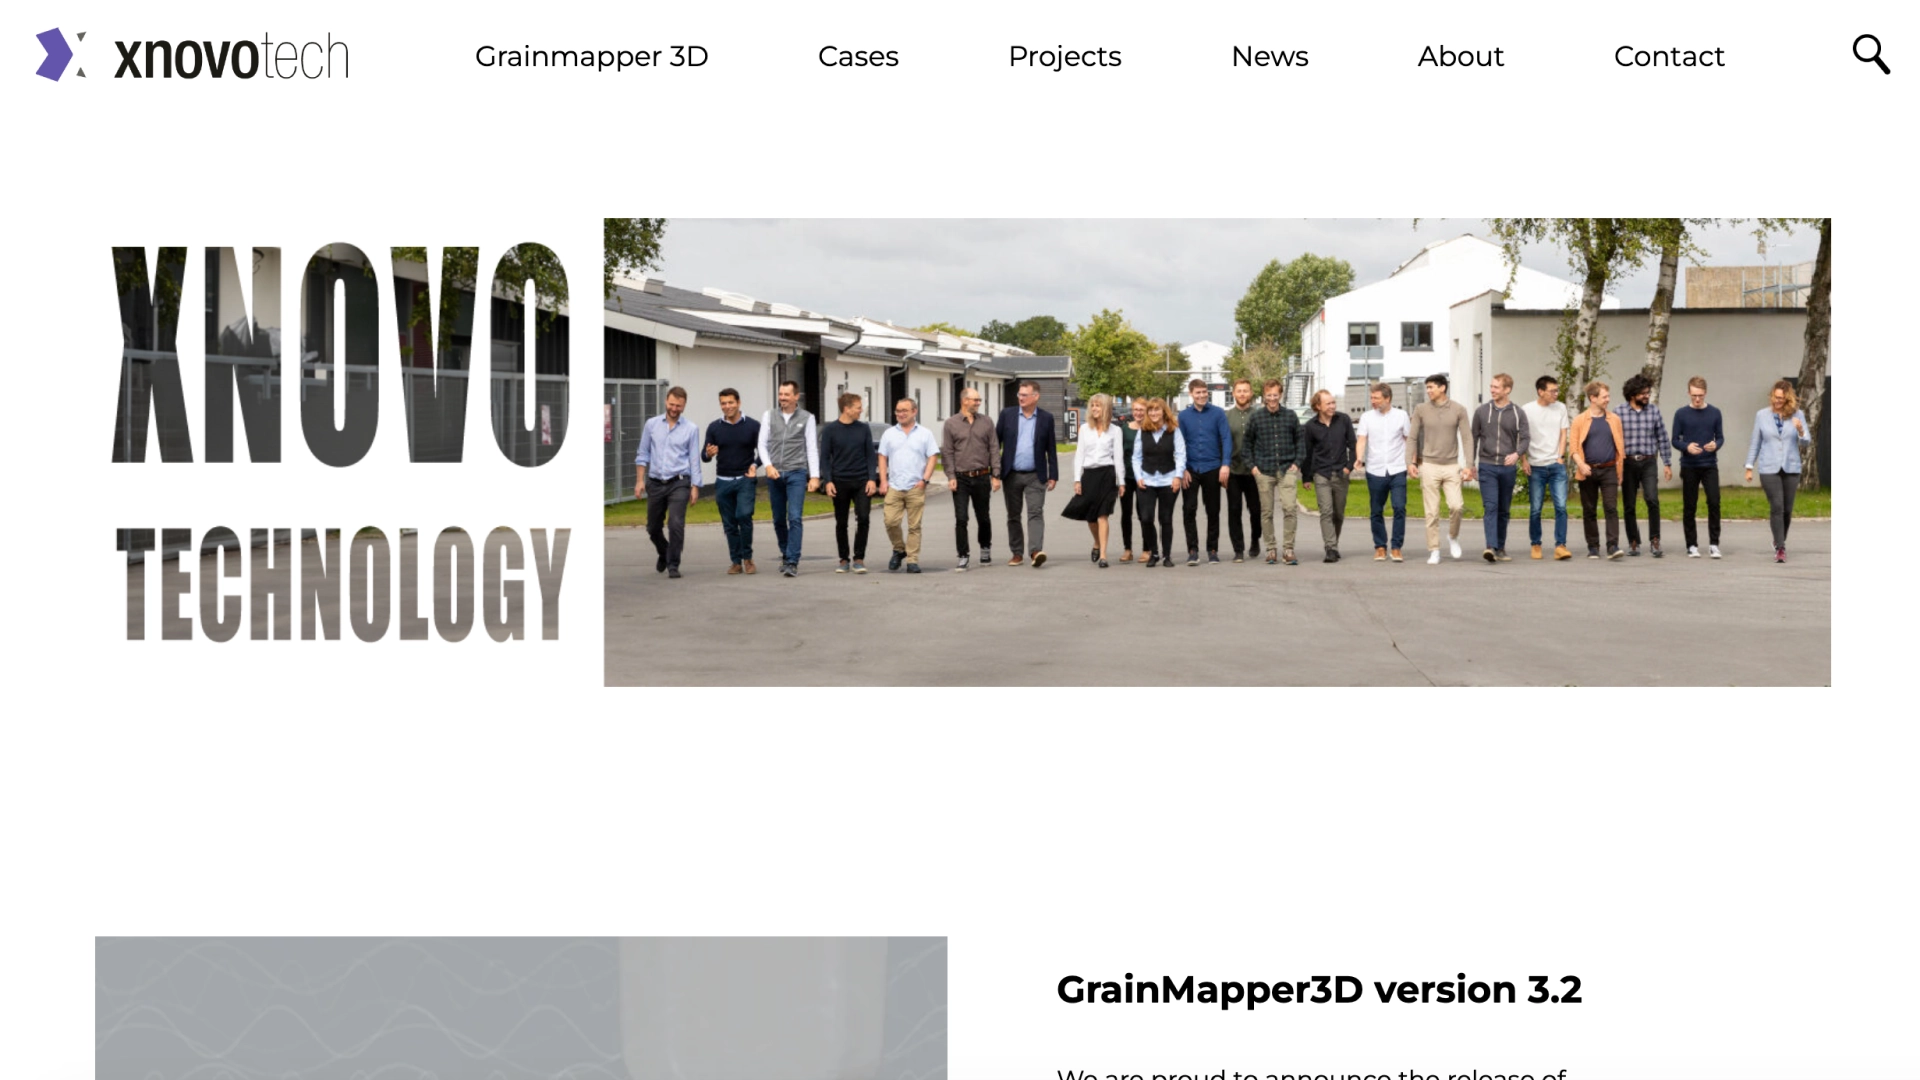 xnovotech
Grainmapper 3D
Cases
Projects
News
About
Contact
XNOVO
TECHNOLOGY
GrainMapper3D version 3.2
We are proud to announce the release of